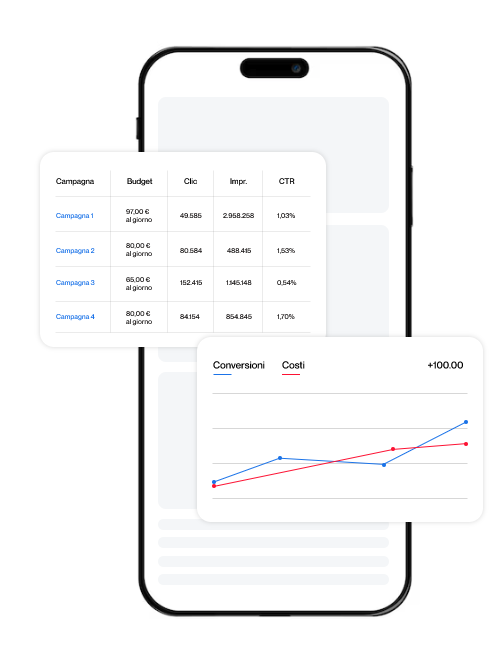 Campagna Budget Clic Impr. CTR
Campagna 1 97,00 € al giorno 49.585 2.958.258 1,03%
Campagna 2 80,00 € al giorno 80.584 488.415 1,53%
Campagna 3 65,00 € al giorno 152.415 1.145.148 0,54%
Campagna 4 80,00 € al giorno 84.154 854.845 1,70%
Conversioni Costi +100.00